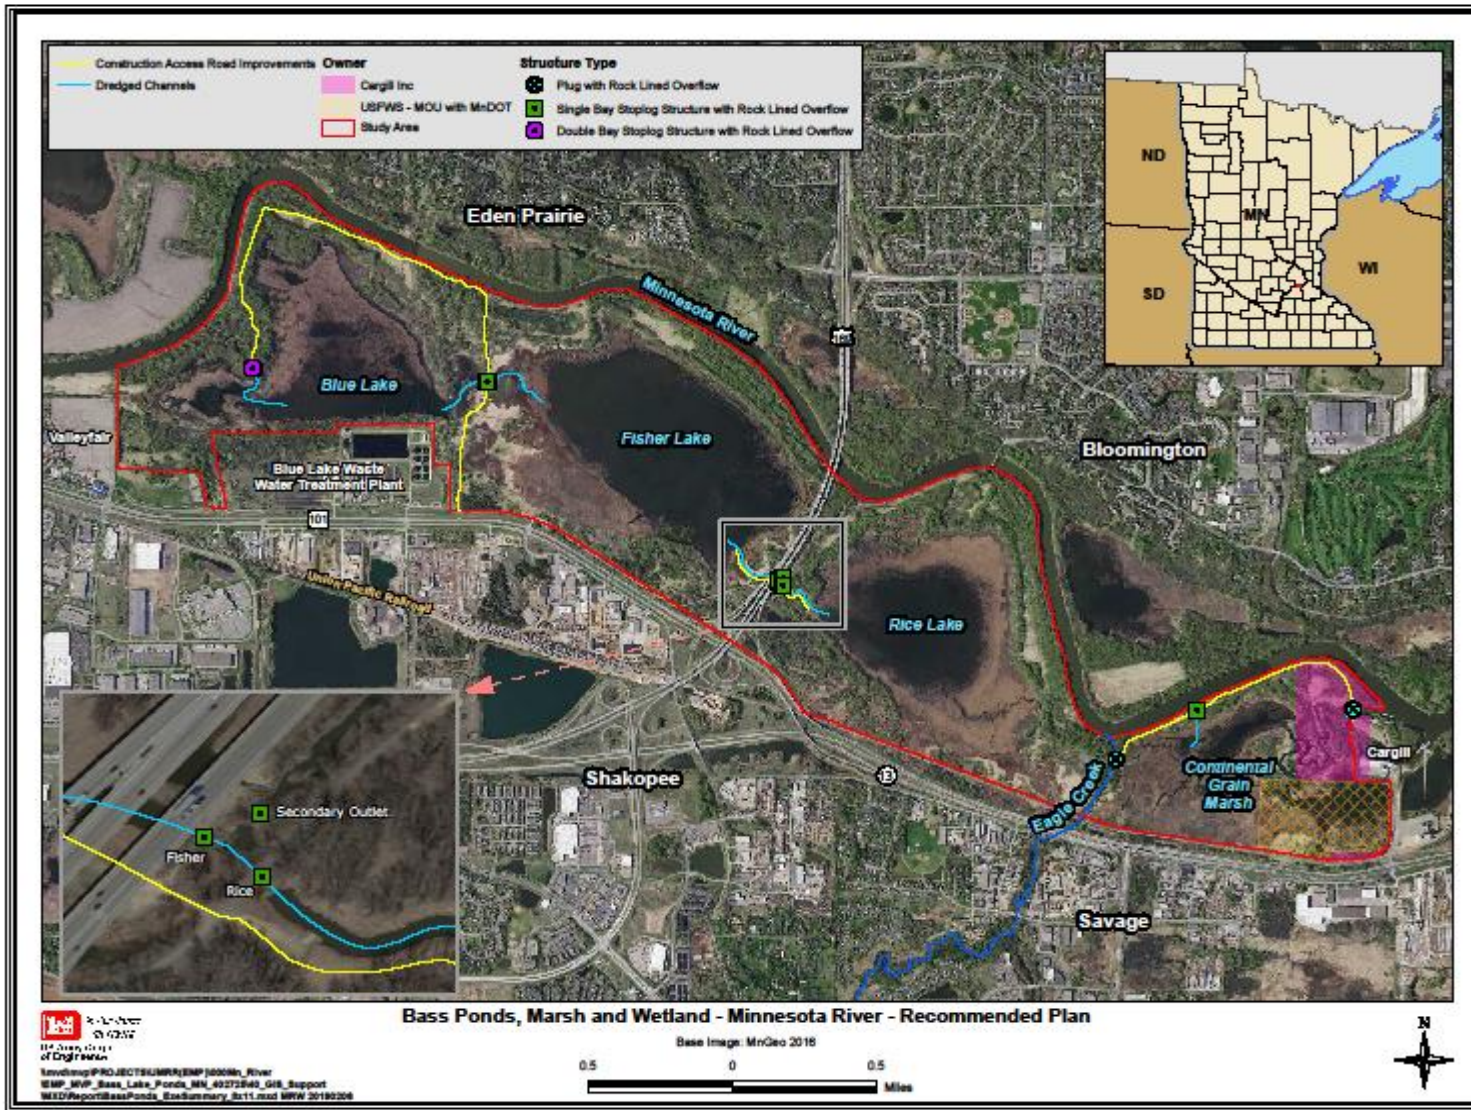 Construction Access Road Improvements
Dredged Channels
Owner
Cargill Inc
USFWS - MOU with MnDOT
Study Area
Structure Type
Plug with Rock Lined Overflow
Single Bay Stoplog Structure with Rock Lined Overflow
Double Bay Stoplog Structure with Rock Lined Overflow
ND
MN
SD
WI
Eden Prairie
Minnesota River
Blue Lake
Fisher Lake
Bloomington
Valleyfair
Blue Lake Waste
Water Treatment Plant
101
Union Pacific Railroad
Rice Lake
Shakopee
13
Eagle Creek
Continental
Grain
Marsh
Cargill
Savage
Secondary Outlet
Fisher
Rice
Bass Ponds, Marsh and Wetland - Minnesota River - Recommended Plan
Base Image: MnGeo 2016
0.5 0 0.5
Miles
N
US Army Corps
of Engineers